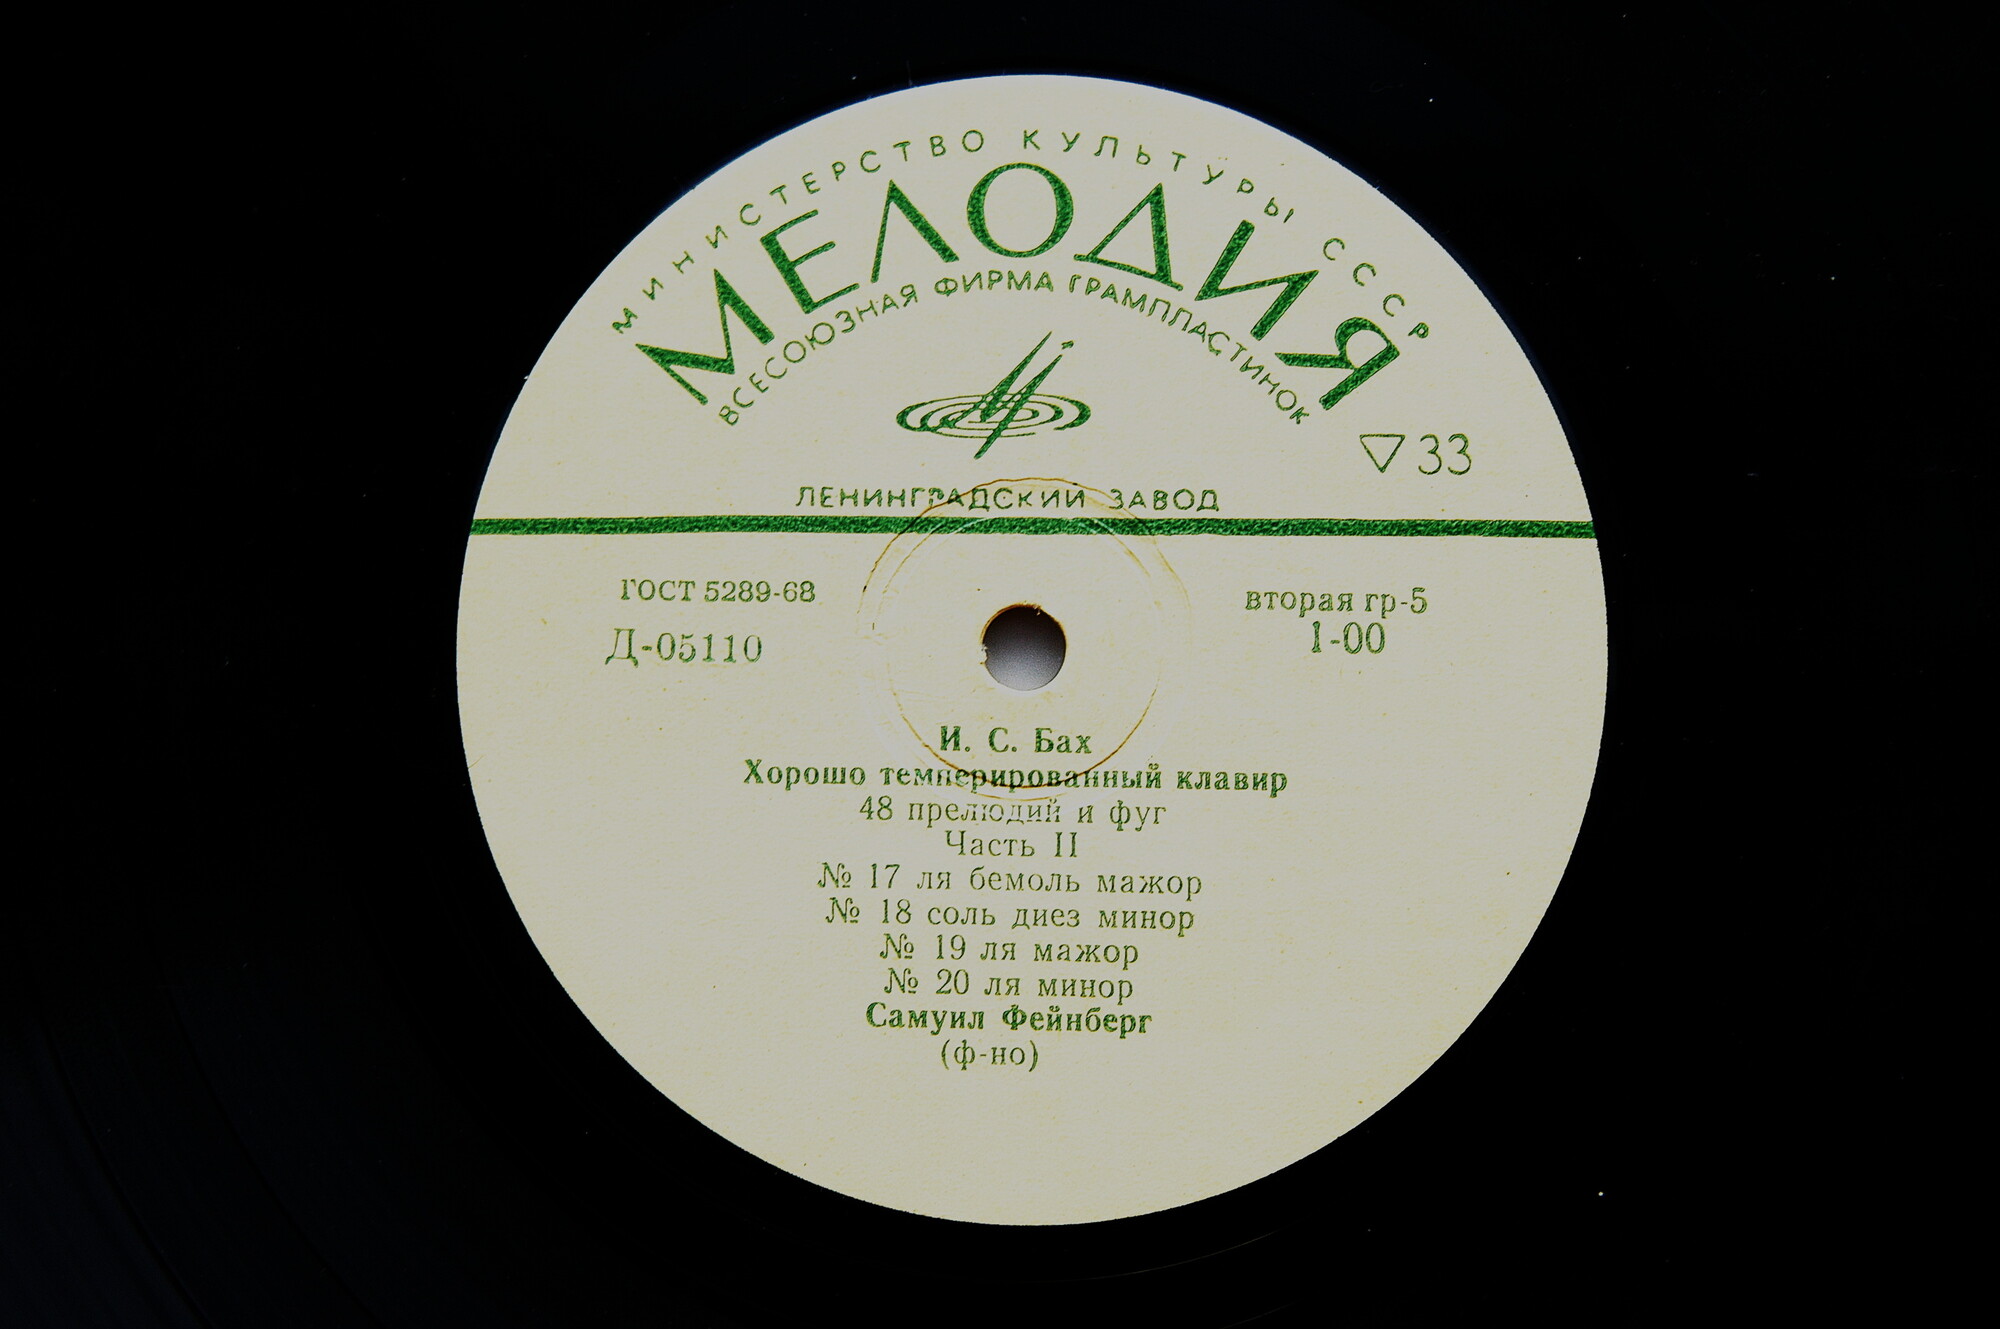 МИНИСТЕРСТВО КУЛЬТУРЫ СССР
МЕЛОДИЯ
ВСЕСОЮЗНАЯ ФИРМА ГРАМПЛАСТИНОК
33
ЛЕНИНГРАДСКИЙ ЗАВОД
ГОСТ 5289-68
вторая гр-5
Д-05110
1-00
И. С. Бах
Хорошо темперированный клавир
48 прелюдий и фуг
Часть II
№ 17 ля бемоль мажор
№ 18 соль диез минор
№ 19 ля мажор
№ 20 ля минор
Самуил Фейнберг
(ф-но)